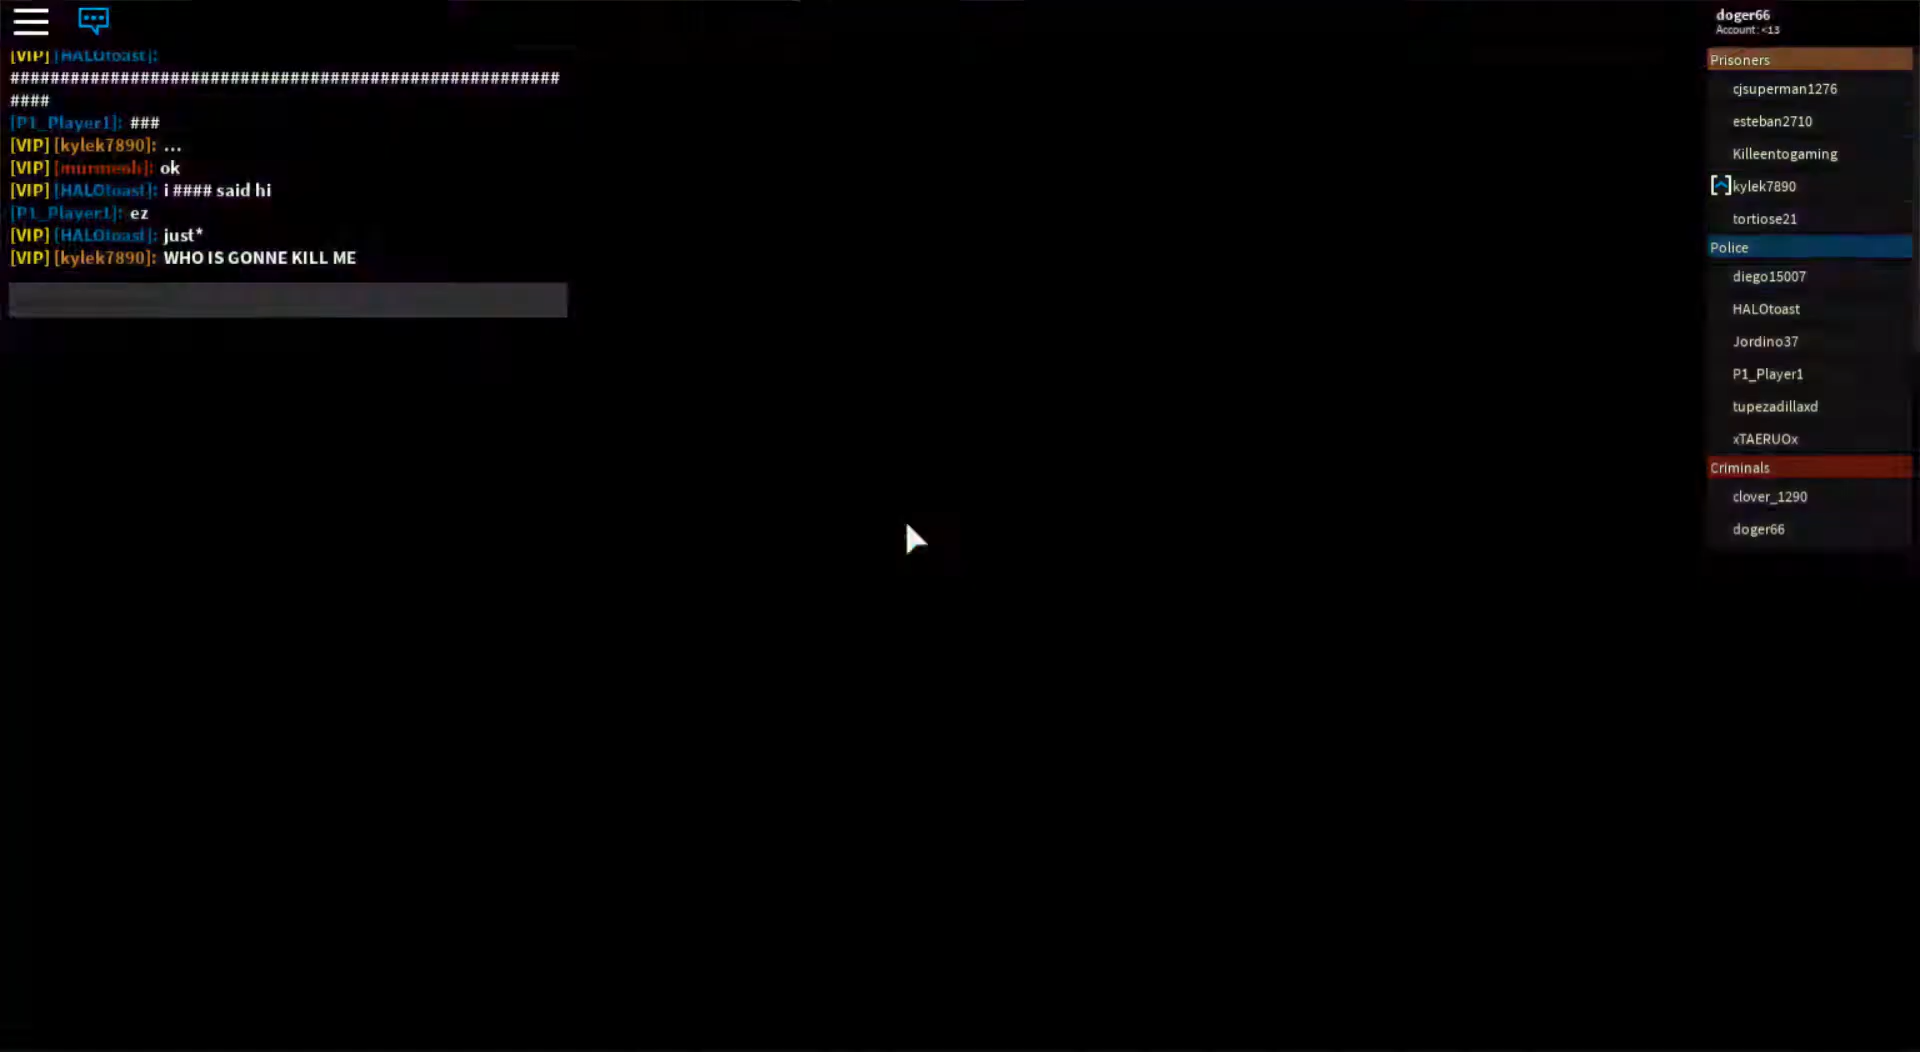 [VIP] [HALOtoast]:
#######################################################
####
[P1_Player1]: ###
[VIP] [kylek7890]: ...
[VIP] [murmeoh]: ok
[VIP] [HALOtoast]: i #### said hi
[P1_Player1]: ez
[VIP] [HALOtoast]: just*
[VIP] [kylek7890]: WHO IS GONNE KILL ME
doger66
Account: <13
Prisoners
cjsuperman1276
esteban2710
Killeentogaming
kylek7890
tortiose21
Police
diego15007
HALOtoast
Jordino37
P1_Player1
tupezadillaxd
xTAERUOx
Criminals
clover_1290
doger66